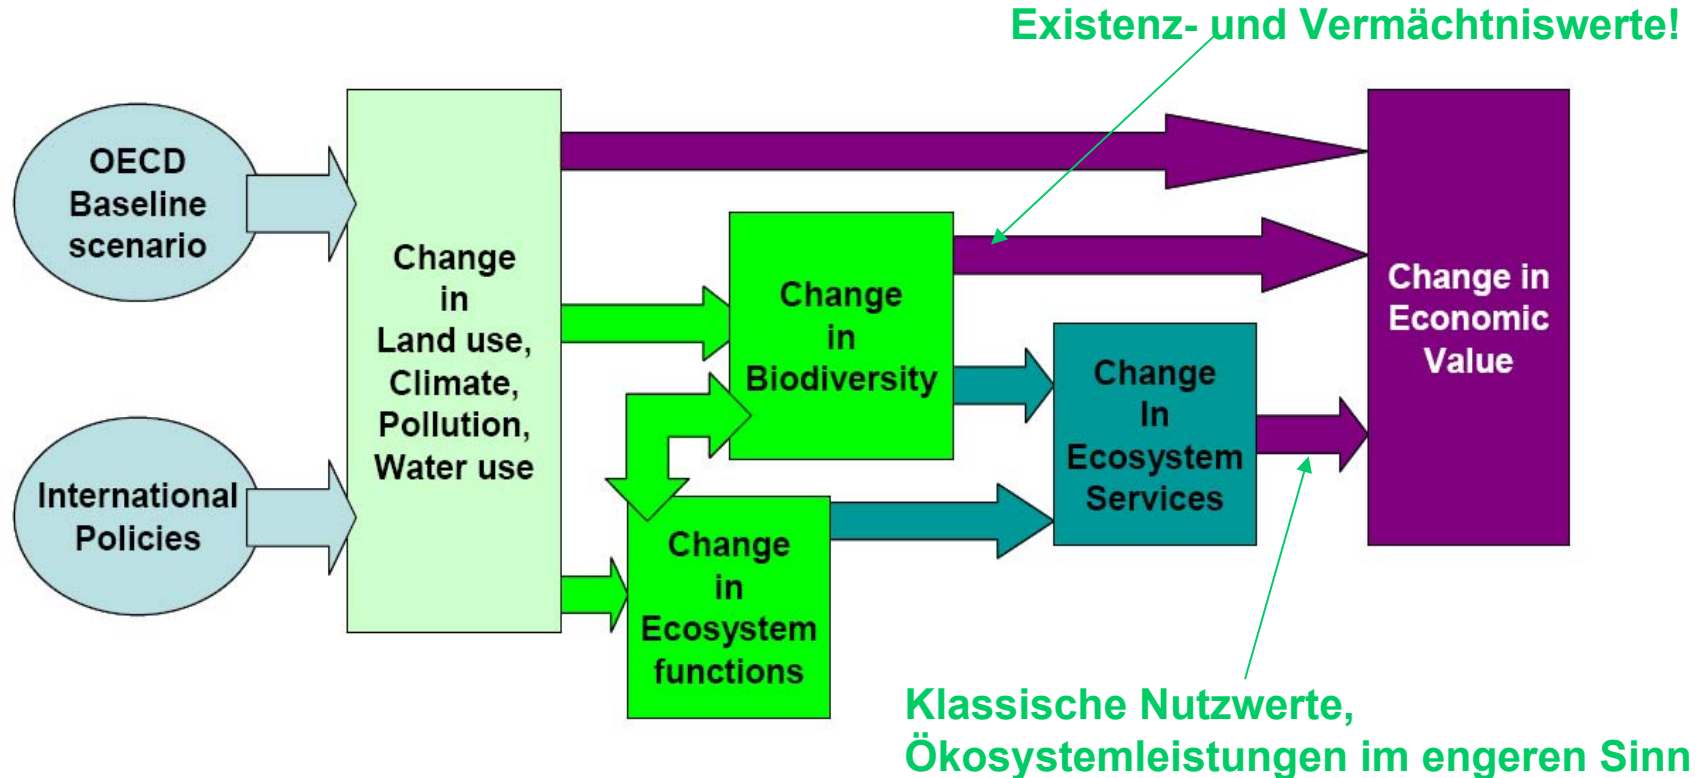 Existenz- und Vermächtniswerte!
OECD
Baseline
scenario
International
Policies
Change
in
Land use,
Climate,
Pollution,
Water use
Change
in
Biodiversity
Change
in
Ecosystem
functions
Change
In
Ecosystem
Services
Change in
Economic
Value
Klassische Nutzwerte,
Ökosystemleistungen im engeren Sinn